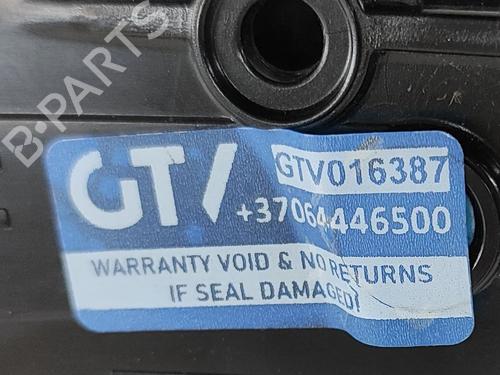 B-PARTS
GTV
GTV016387
+37064446500
WARRANTY VOID & NO RETURNS
IF SEAL DAMAGED!